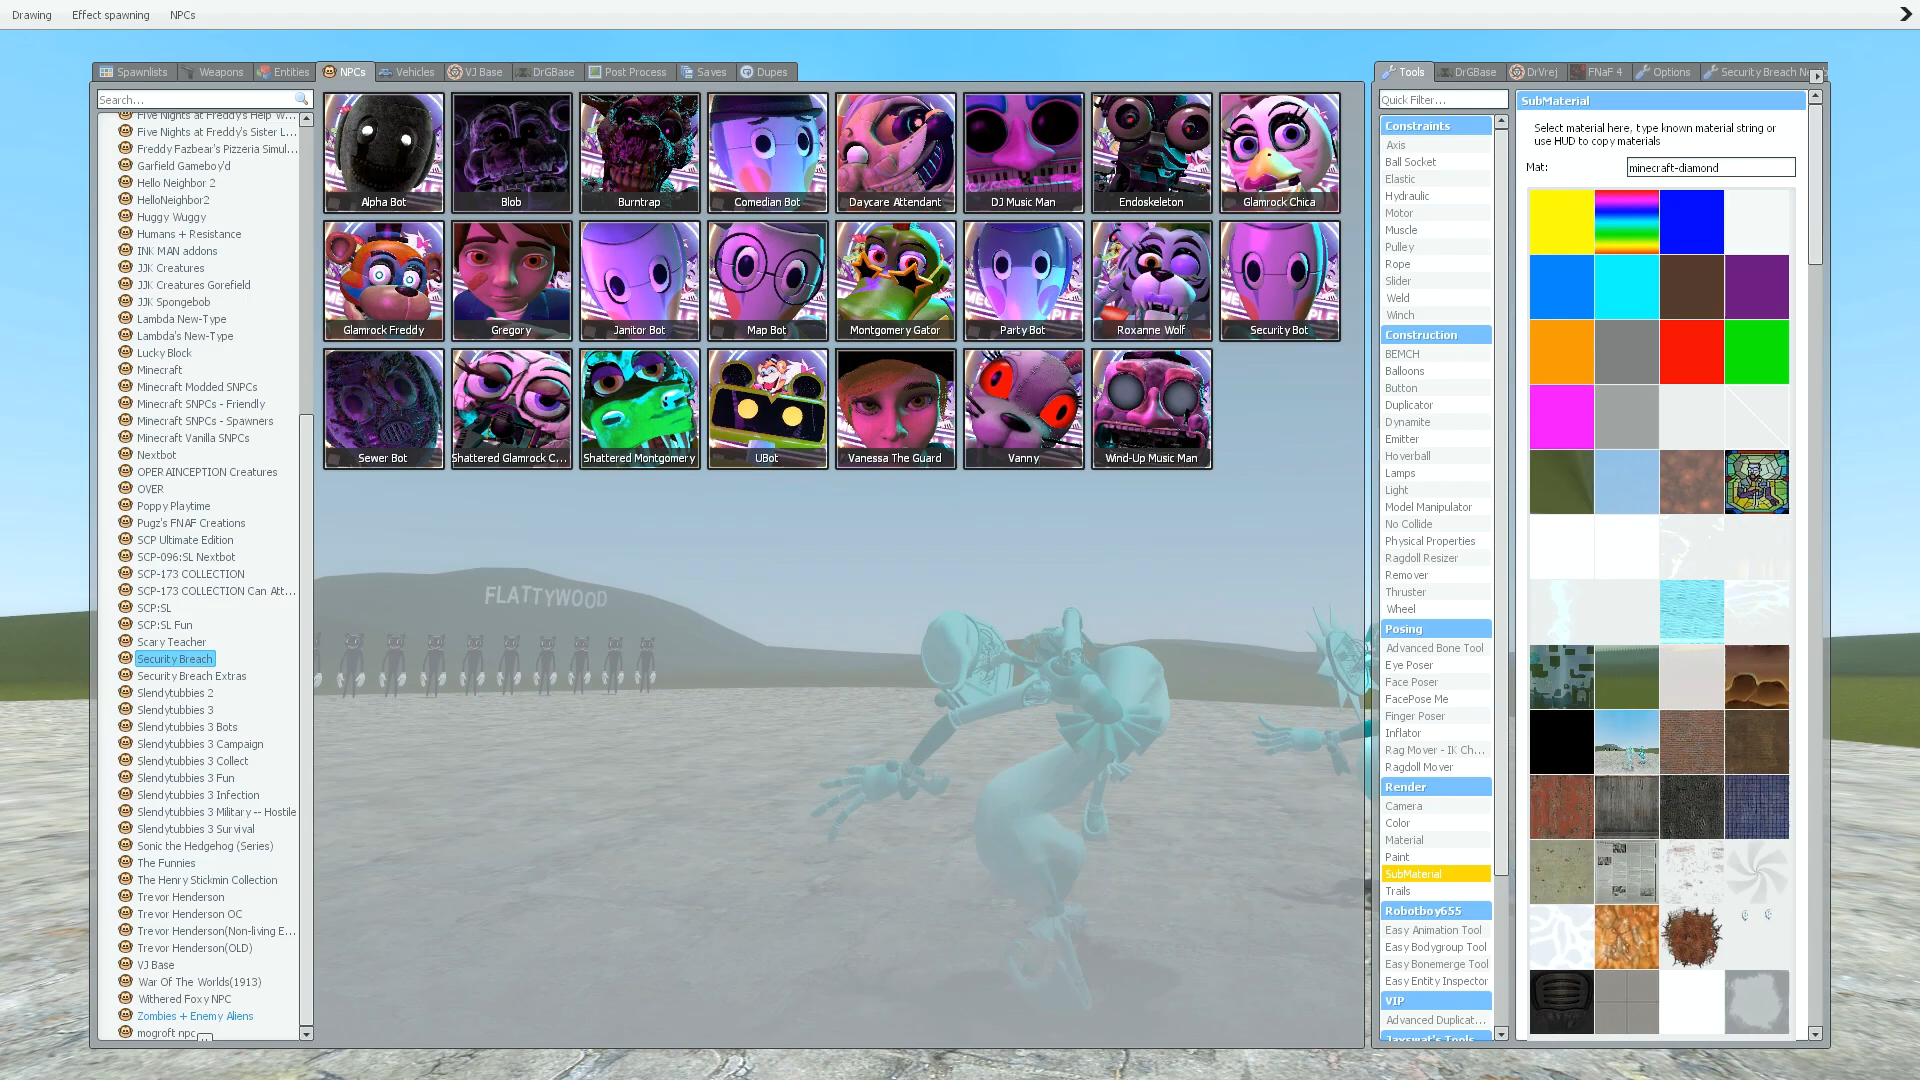 Drawing Effect spawning NPCs
Spawnlists Weapons Entities NPCs Vehicles VJ Base DrGBase Post Process Saves Dupes
Search...
Five Nights at Freddy's Help W...
Five Nights at Freddy's Sister L...
Freddy Fazbear's Pizzeria Simul...
Garfield Gameboy'd
Hello Neighbor 2
HelloNeighbor2
Huggy Wuggy
Humans + Resistance
INK MAN addons
JJK Creatures
JJK Creatures Gorefield
JJK Spongebob
Lambda New-Type
Lambda's New-Type
Lucky Block
Minecraft
Minecraft Modded SNPCs
Minecraft SNPCs - Friendly
Minecraft SNPCs - Spawners
Minecraft Vanilla SNPCs
Nextbot
OPERAINCEPTION Creatures
OVER
Poppy Playtime
Pugz's FNAF Creations
SCP Ultimate Edition
SCP-096:SL Nextbot
SCP-173 COLLECTION
SCP-173 COLLECTION Can Att...
SCP:SL
SCP:SL Fun
Scary Teacher
Security Breach
Security Breach Extras
Slendytubbies 2
Slendytubbies 3
Slendytubbies 3 Bots
Slendytubbies 3 Campaign
Slendytubbies 3 Collect
Slendytubbies 3 Fun
Slendytubbies 3 Infection
Slendytubbies 3 Military -- Hostile
Slendytubbies 3 Survival
Sonic the Hedgehog (Series)
The Funnies
The Henry Stickmin Collection
Trevor Henderson
Trevor Henderson OC
Trevor Henderson(Non-living E...
Trevor Henderson(OLD)
VJ Base
War Of The Worlds(1913)
Withered Foxy NPC
Zombies + Enemy Aliens
mogroft npc
Alpha Bot Blob Burntrap Comedian Bot Daycare Attendant DJ Music Man Endoskeleton Glamrock Chica
Glamrock Freddy Gregory Janitor Bot Map Bot Montgomery Gator Party Bot Roxanne Wolf Security Bot
Sewer Bot Shattered Glamrock C... Shattered Montgomery UBot Vanessa The Guard Vanny Wind-Up Music Man
FLATTYWOOD
Tools DrGBase DrVrej FNaF 4 Options Security Breach
Quick Filter...
Constraints
Axis
Ball Socket
Elastic
Hydraulic
Motor
Muscle
Pulley
Rope
Slider
Weld
Winch
Construction
BEMCH
Balloons
Button
Duplicator
Dynamite
Emitter
Hoverball
Lamps
Light
Model Manipulator
No Collide
Physical Properties
Ragdoll Resizer
Remover
Thruster
Wheel
Posing
Advanced Bone Tool
Eye Poser
Face Poser
FacePose Me
Finger Poser
Inflator
Rag Mover - IK Ch...
Ragdoll Mover
Render
Camera
Color
Material
Paint
SubMaterial
Trails
Robotboy655
Easy Animation Tool
Easy Bodygroup Tool
Easy Bonemerge Tool
Easy Entity Inspector
VIP
Advanced Duplicat...
Jaxswat's Tools
SubMaterial
Select material here, type known material string or
use HUD to copy materials
Mat: minecraft-diamond